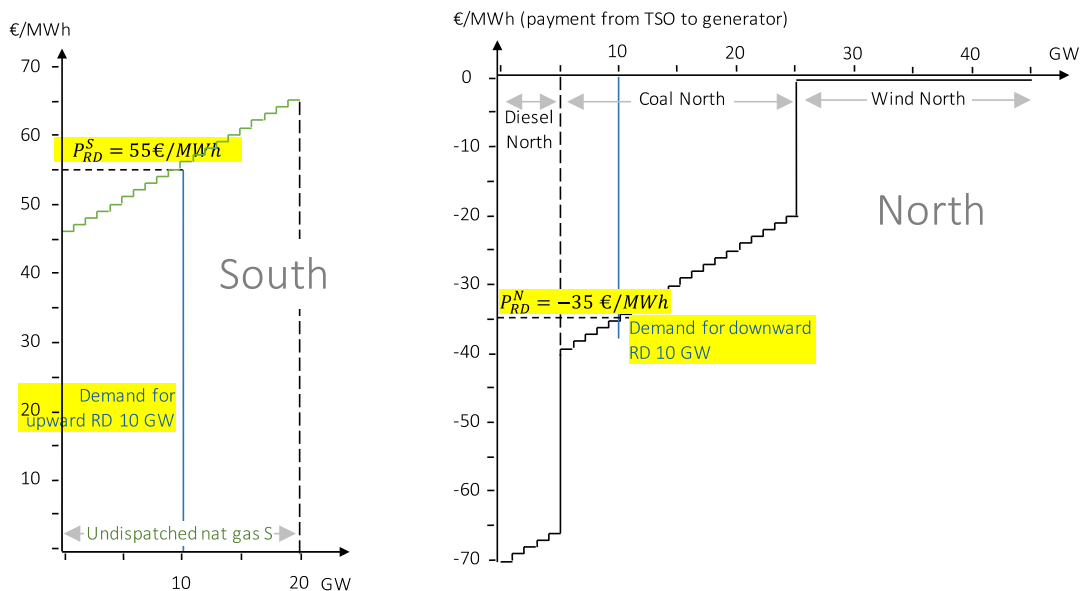 €/MWh
70
60
P_RD^S = 55€/MWh
50
40
South
30
Demand for
20
upward RD 10 GW
10
Undispatched nat gas S
10 20 GW
€/MWh (payment from TSO to generator)
10 20 30 40 GW
0
Diesel
North
Coal North
Wind North
-10
-20
North
-30
P_RD^N = −35 €/MWh
Demand for downward
RD 10 GW
-40
-50
-60
-70